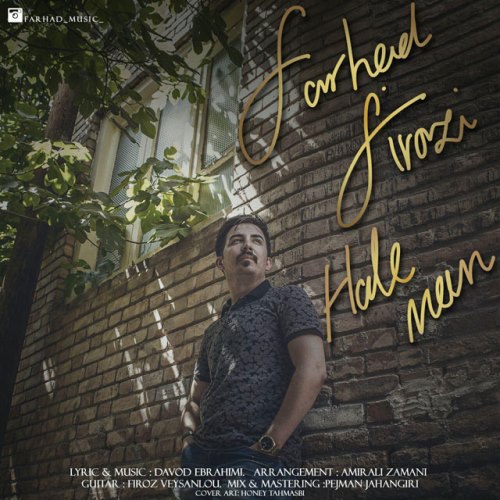 FARHAD_MUSIC_
Farhad
Firozi
Hale
man
LYRIC & MUSIC : DAVOD EBRAHIMI. ARRANGEMENT : AMIRALI ZAMANI
GUITAR : FIROZ VEYSANLOU. MIX & MASTERING :PEJMAN JAHANGIRI
COVER ART: HONEY TAHMASBI